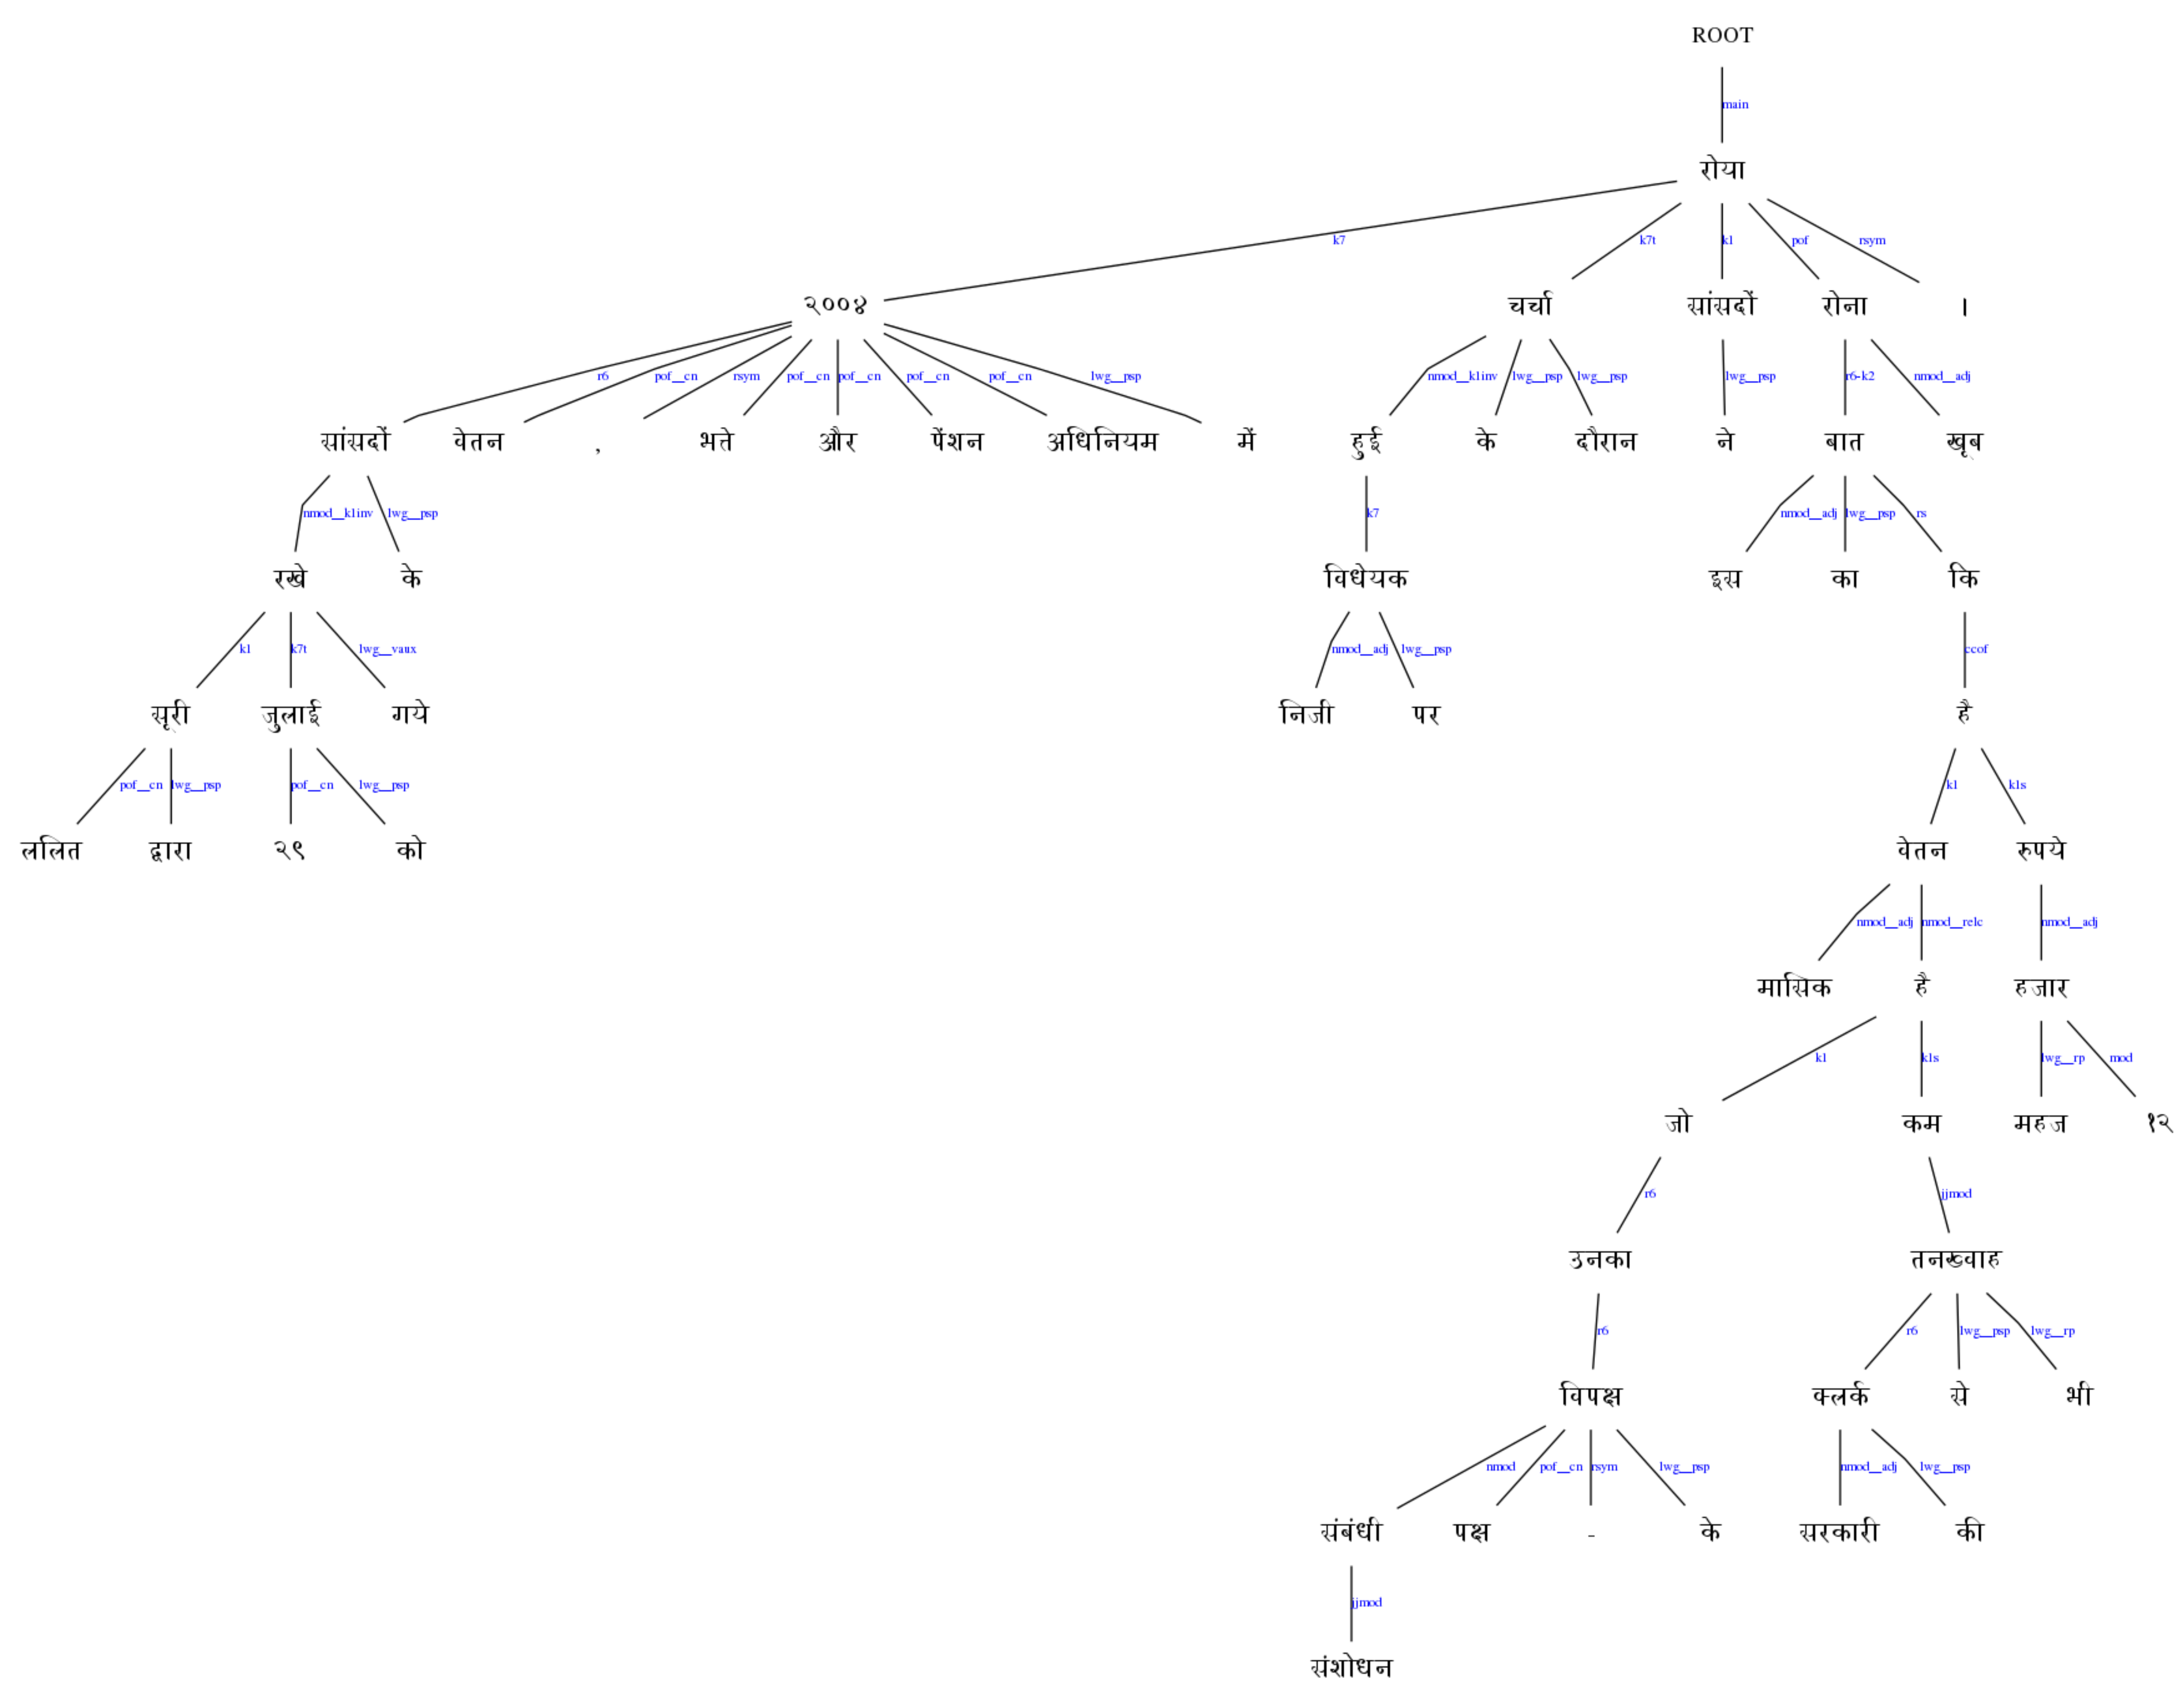 ROOT
main
रोया
k7 k7t k1 pof rsym
२००४ चर्चा सांसदों रोना ।
r6 pof__cn rsym pof__cn pof__cn pof__cn pof__cn lwg__psp nmod__k1inv lwg__psp lwg__psp lwg__psp r6-k2 nmod__adj
सांसदों वेतन , भत्ते और पेंशन अधिनियम में हुई के दौरान ने बात खूब
nmod__k1inv lwg__psp k7 nmod__adj lwg__psp rs
रखे के विधेयक इस का कि
k1 k7t lwg__vaux nmod__adj lwg__psp ccof
सूरी जुलाई गये निजी पर है
pof__cn lwg__psp pof__cn lwg__psp k1 k1s
ललित द्वारा २९ को वेतन रुपये
nmod__adj nmod__relc nmod__adj
मासिक है हजार
k1 k1s lwg__rp mod
जो कम महज १२
r6 jjmod
उनका तनख्वाह
r6 r6 lwg__psp lwg__rp
विपक्ष क्लर्क से भी
nmod pof__cn rsym lwg__psp nmod__adj lwg__psp
संबंधी पक्ष - के सरकारी की
jjmod
संशोधन